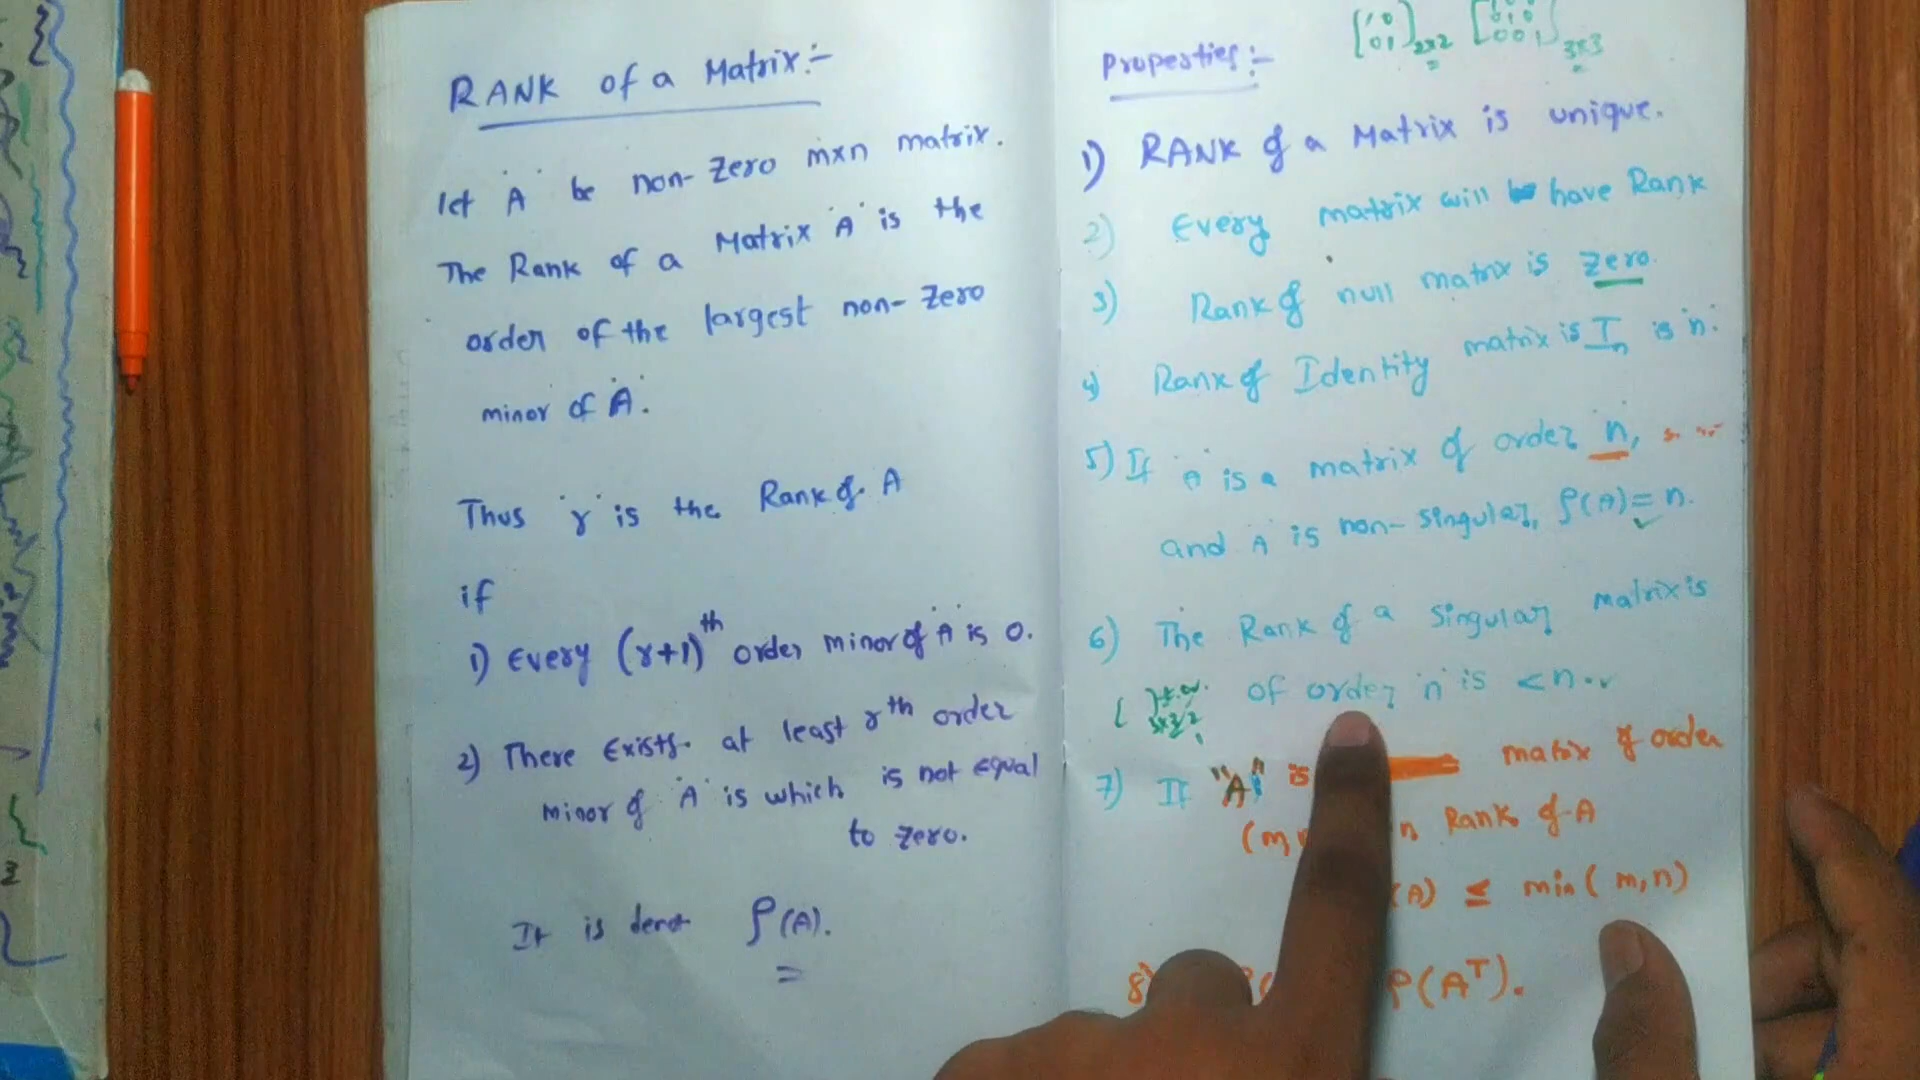 RANK of a Matrix:-
let 'A' be non-zero mxn matrix.
The Rank of a Matrix 'A' is the
order of the largest non-zero
minor of 'A'.
Thus 'r' is the Rank of A
if
1) Every (r+1)th order minor of 'A' is 0.
2) There Exists at least rth order
minor of 'A' is which is not equal
to zero.
It is denot ρ(A).
Properties:-
1) RANK of a Matrix is unique.
2) Every matrix will have Rank
3) Rank of null matrix is zero.
4) Rank of Identity matrix is In is 'n'.
5) If 'A' is a matrix of order n,
and A is non-singular, ρ(A)=n.
6) The Rank of a singular matrix is
of order 'n' is <n.
7) If "A" is matrix of order
(m, n Rank of A
(A) ≤ min(m,n)
8) ρ(A^T).